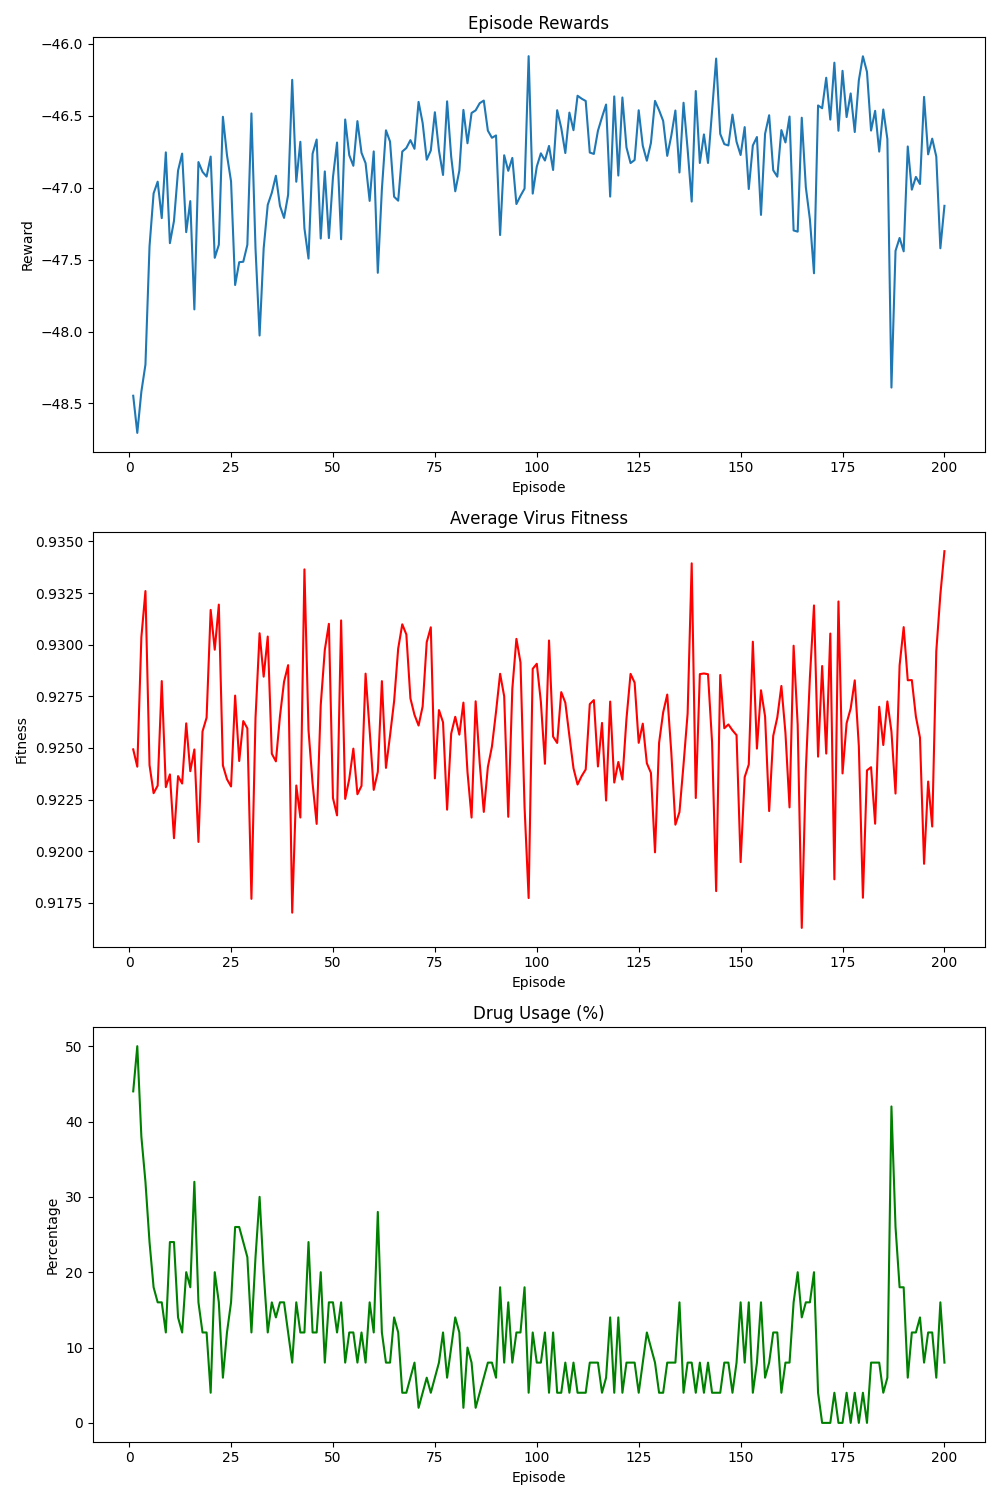 Episode Rewards
−46.0
−46.5
−47.0
−47.5
−48.0
−48.5
Reward
0 25 50 75 100 125 150 175 200
Episode
Average Virus Fitness
0.9350
0.9325
0.9300
0.9275
0.9250
0.9225
0.9200
0.9175
Fitness
0 25 50 75 100 125 150 175 200
Episode
Drug Usage (%)
50
40
30
20
10
0
Percentage
0 25 50 75 100 125 150 175 200
Episode